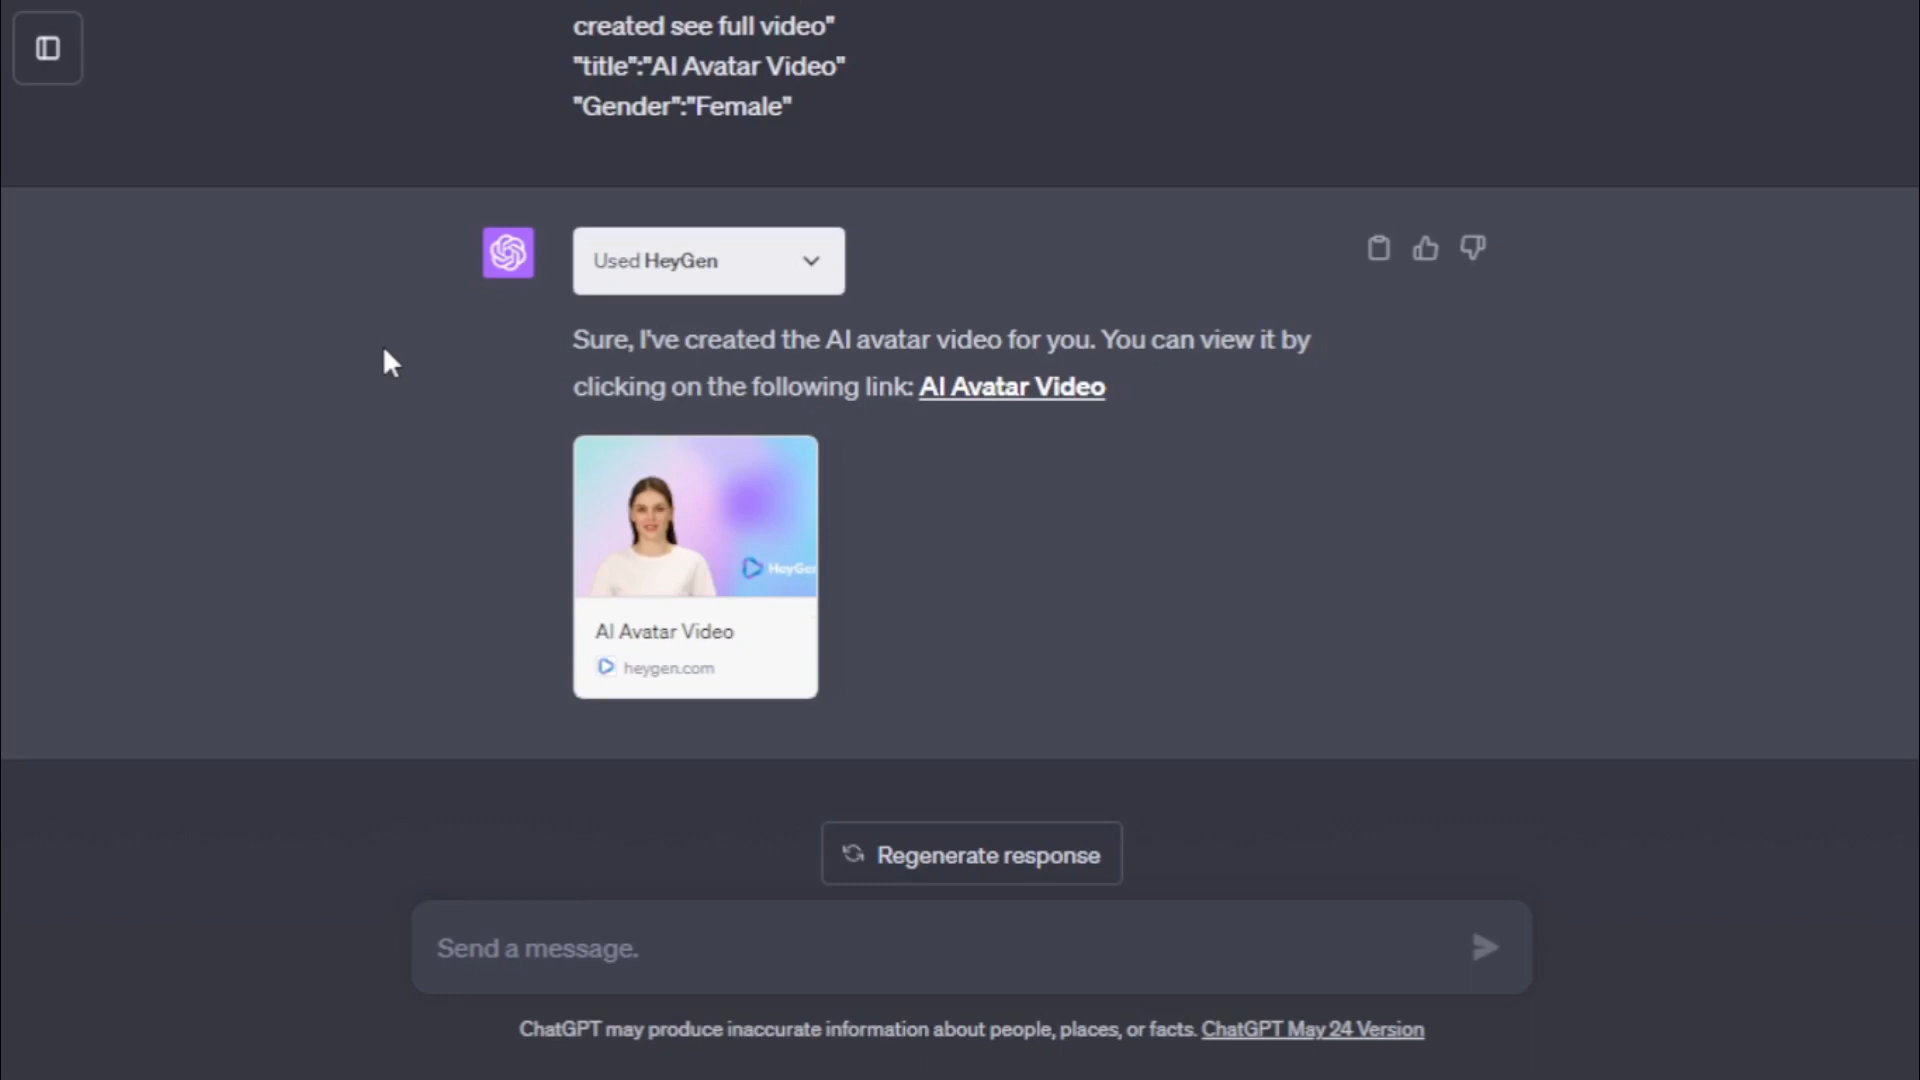 created see full video"
"title":"AI Avatar Video"
"Gender":"Female"
Used HeyGen
Sure, I've created the AI avatar video for you. You can view it by
clicking on the following link: AI Avatar Video
HeyGen
AI Avatar Video
heygen.com
Regenerate response
Send a message.
ChatGPT may produce inaccurate information about people, places, or facts. ChatGPT May 24 Version